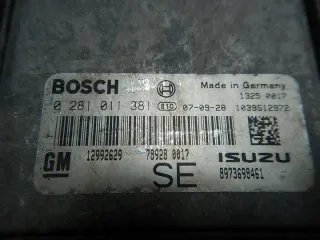 BOSCH Made in Germany
1325 0017
0 281 011 381 810 07-09-28 1039S12972
GM 12992629 78928 0017 ISUZU
SE 8973698461